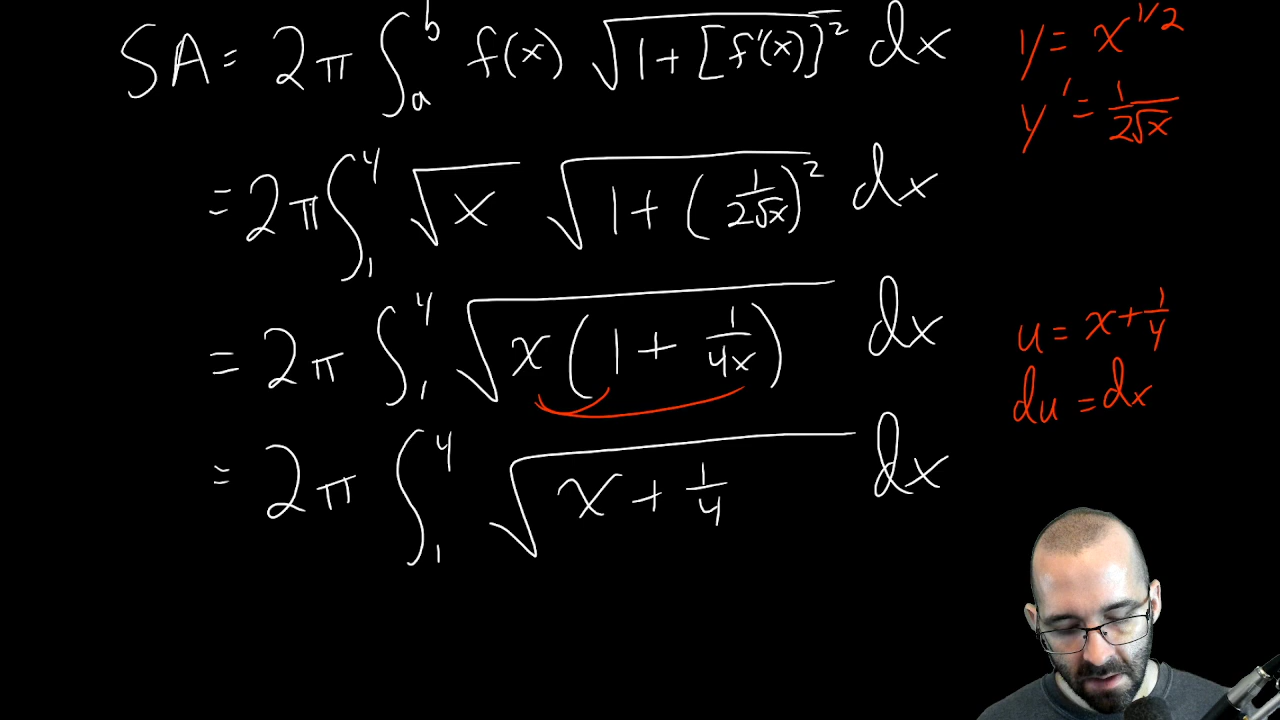 SA = 2π ∫_a^b f(x) √(1 + [f'(x)]²) dx
= 2π ∫_1^4 √x √(1 + (1/(2√x))²) dx
= 2π ∫_1^4 √(x(1 + 1/(4x))) dx
= 2π ∫_1^4 √(x + 1/4) dx
y = x^(1/2)
y' = 1/(2√x)
u = x + 1/4
du = dx